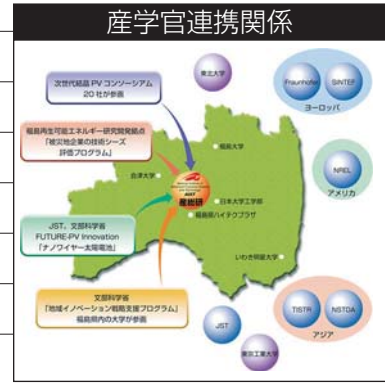 産学官連携関係
東北大学
次世代結晶 PV コンソーシアム
20 社が参画
Fraunhofer
SINTEF
ヨーロッパ
福島再生可能エネルギー研究開発拠点
「被災地企業の技術シーズ
評価プログラム」
福島大学
会津大学
NREL
アメリカ
産総研
日本大学工学部
福島県ハイテクプラザ
JST、文部科学省
FUTURE-PV Innovation
「ナノワイヤー太陽電池」
いわき明星大学
文部科学省
「地域イノベーション戦略支援プログラム」
福島県内の大学が参画
TISTR
NSTDA
アジア
JST
東京工業大学